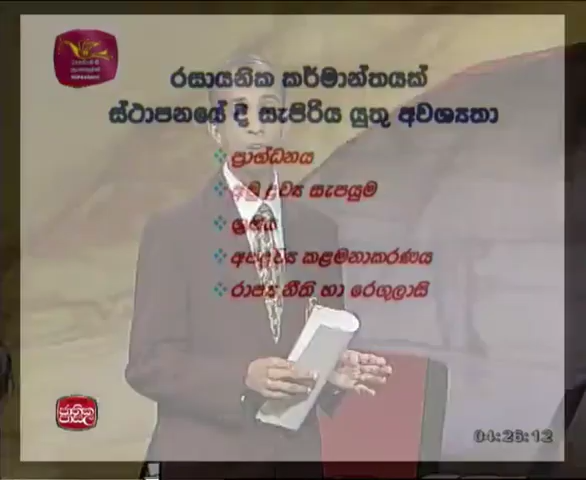 රසායනික කර්මාන්තයක්
ස්ථාපනයේ දී සැපිරිය යුතු අවශ්‍යතා
ප්‍රාග්ධනය
අමු ද්‍රව්‍ය සැපයුම
ශ්‍රමය
අපද්‍රව්‍ය කළමනාකරණය
රාජ්‍ය නීති හා රෙගුලාසි
ජාතික
පාසල
04:26:12